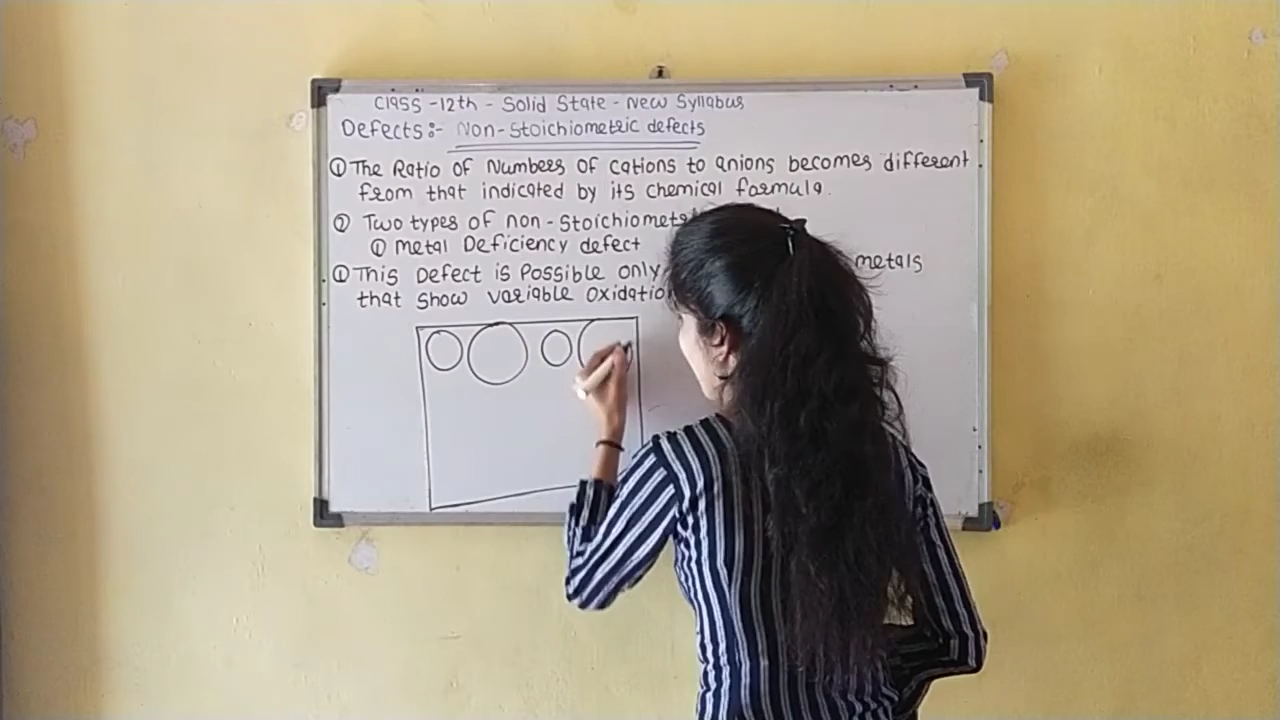 Class - 12th - Solid State - New Syllabus
Defects :- Non-Stoichiometric defects
① The Ratio of Numbers of cations to anions becomes different
from that indicated by its chemical formula.
② Two types of non-Stoichiomet
① Metal Deficiency defect
① This Defect is Possible only metals
that show variable oxidatio